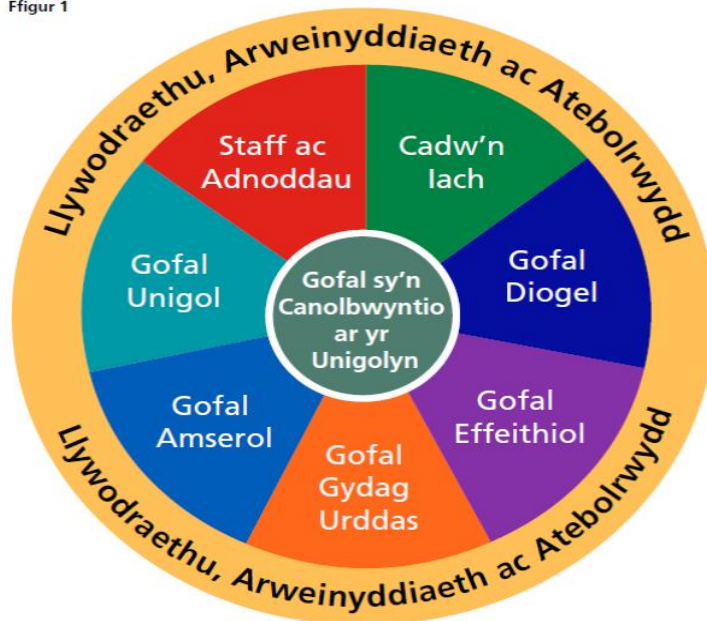 Ffigur 1
Llywodraethu, Arweinyddiaeth ac Atebolrwydd
Staff ac
Adnoddau
Cadw'n
Iach
Gofal
Unigol
Gofal
Diogel
Gofal sy'n
Canolbwyntio
ar yr
Unigolyn
Gofal
Amserol
Gofal
Effeithiol
Gofal
Gydag
Urddas
Llywodraethu, Arweinyddiaeth ac Atebolrwydd